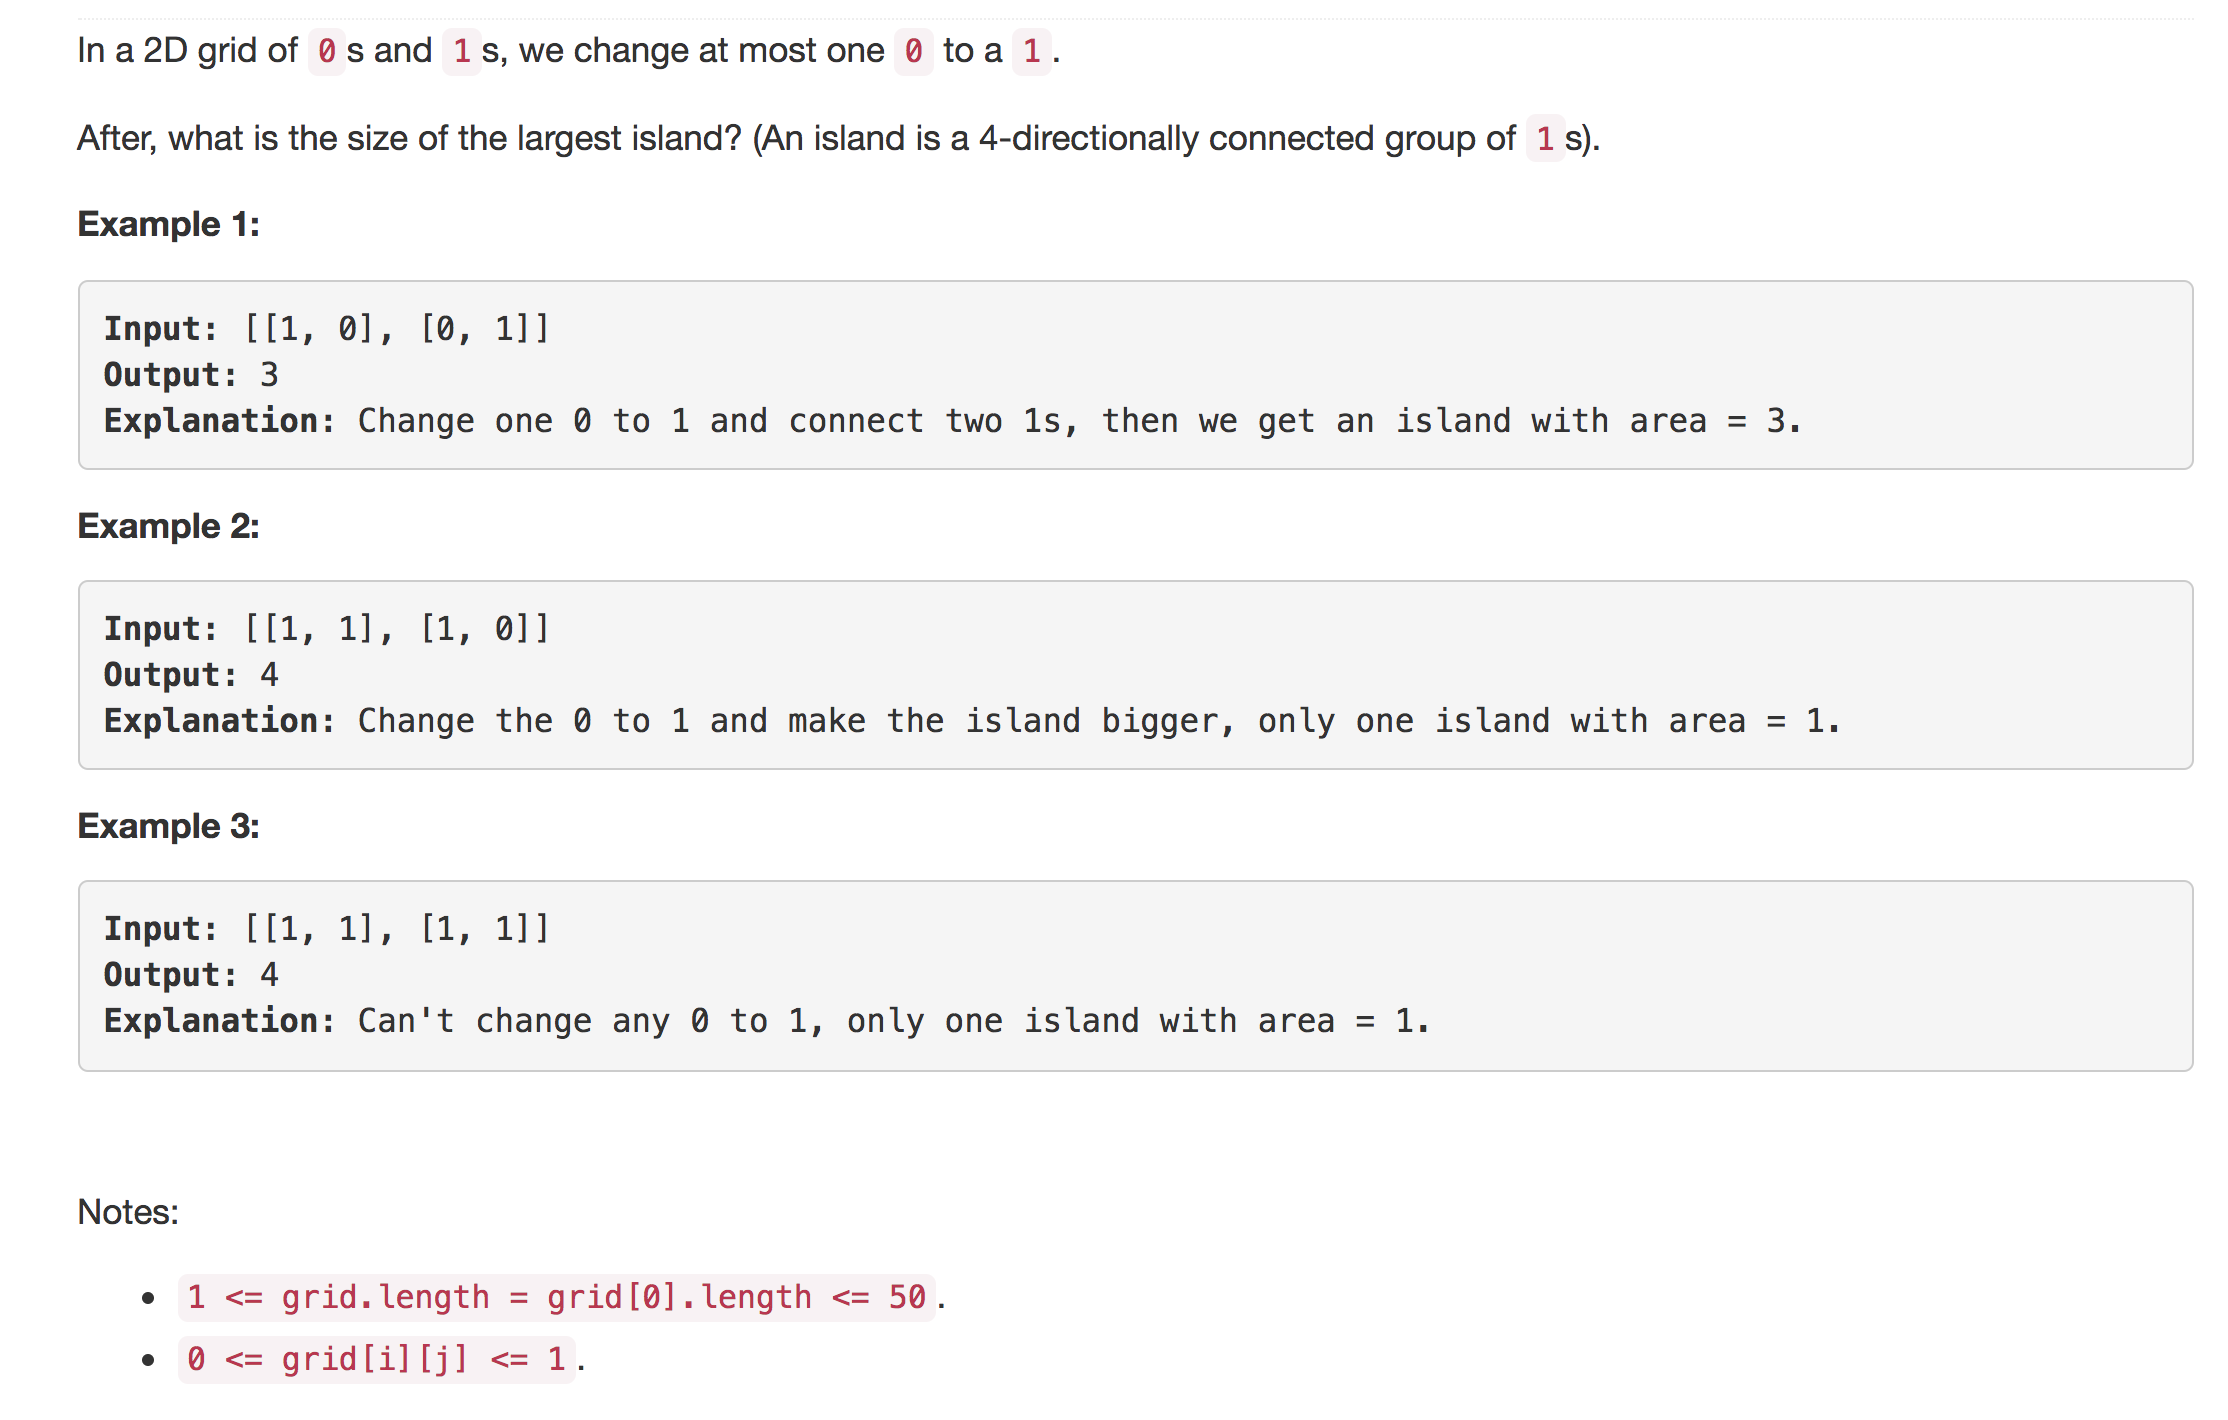 In a 2D grid of 0s and 1s, we change at most one 0 to a 1.
After, what is the size of the largest island? (An island is a 4-directionally connected group of 1s).
Example 1:
Input: [[1, 0], [0, 1]]
Output: 3
Explanation: Change one 0 to 1 and connect two 1s, then we get an island with area = 3.
Example 2:
Input: [[1, 1], [1, 0]]
Output: 4
Explanation: Change the 0 to 1 and make the island bigger, only one island with area = 1.
Example 3:
Input: [[1, 1], [1, 1]]
Output: 4
Explanation: Can't change any 0 to 1, only one island with area = 1.
Notes:
• 1 <= grid.length = grid[0].length <= 50.
• 0 <= grid[i][j] <= 1.